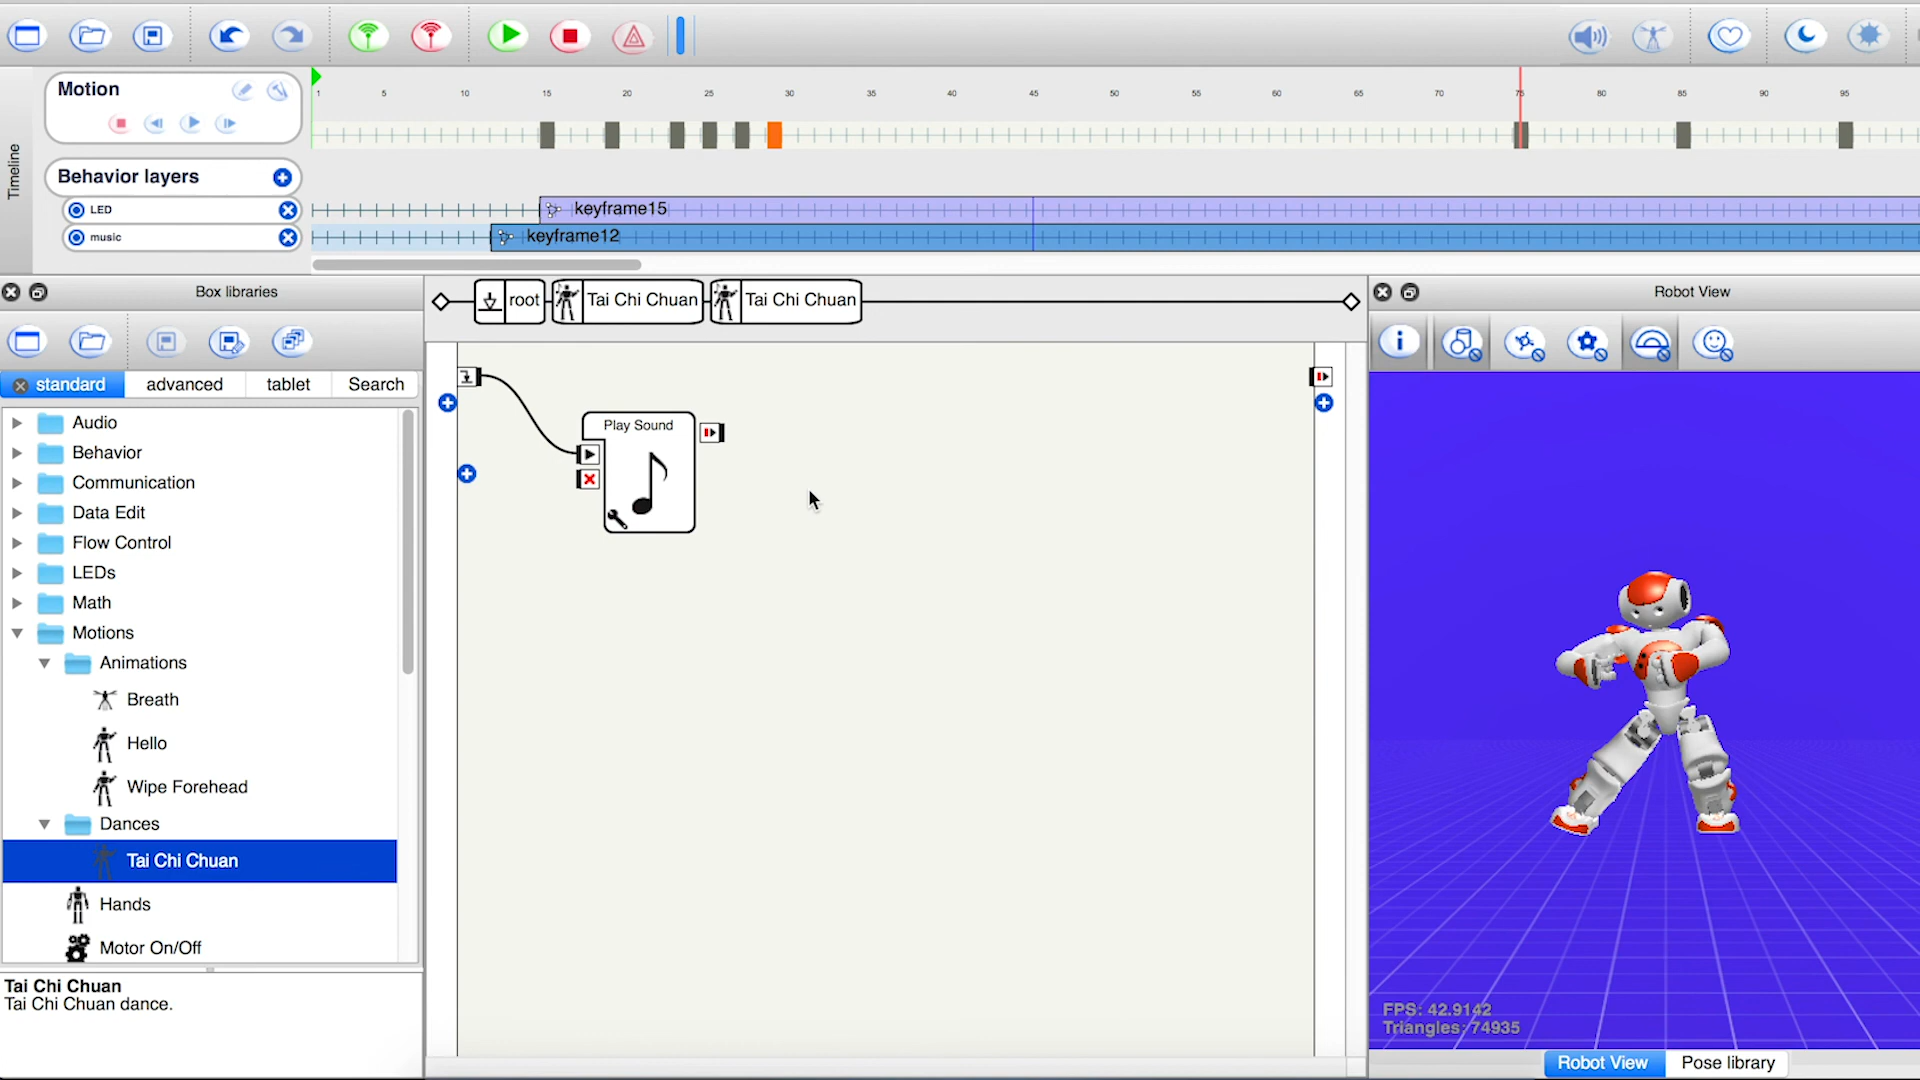 Motion
1 5 10 15 20 25 30 35 40 45 50 55 60 65 70 75 80 85 90 95
Timeline
Behavior layers
LED
keyframe15
music
keyframe12
Box libraries
root
Tai Chi Chuan
Tai Chi Chuan
Robot View
standard
advanced
tablet
Search
Audio
Behavior
Communication
Data Edit
Flow Control
LEDs
Math
Motions
Animations
Breath
Hello
Wipe Forehead
Dances
Tai Chi Chuan
Hands
Motor On/Off
Tai Chi Chuan
Tai Chi Chuan dance.
Play Sound
FPS: 42.9142
Triangles: 74935
Robot View
Pose library